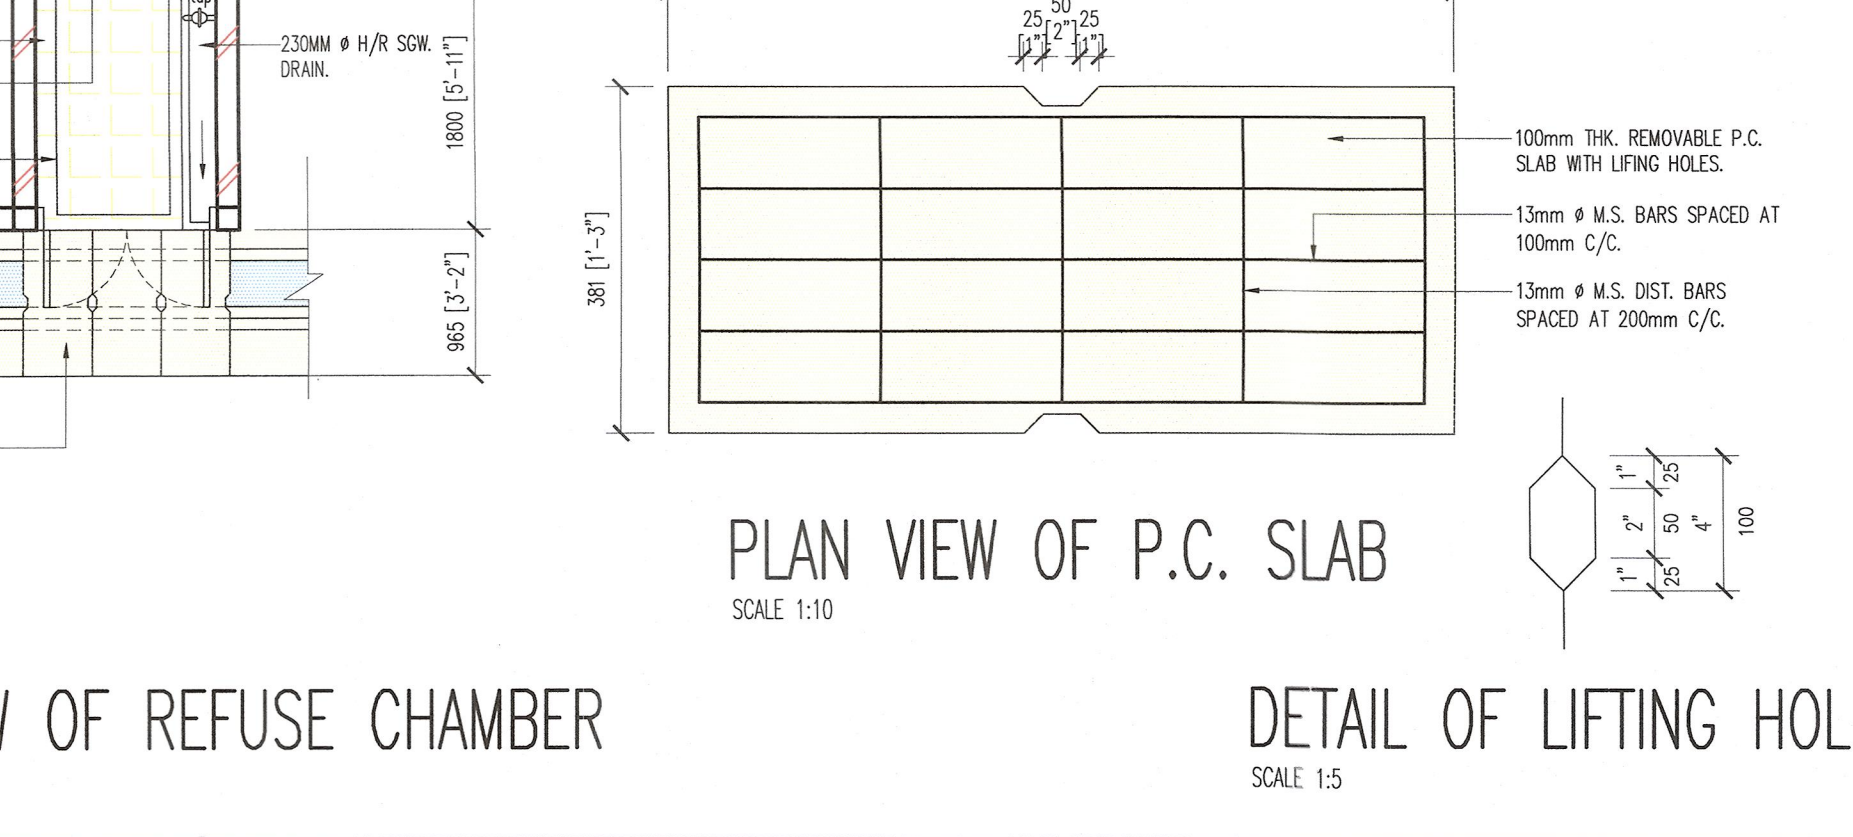 230MM ø H/R SGW.
DRAIN.
1800 [5'-11"]
965 [3'-2"]
50
25 [2"] 25
[1"] [1"]
381 [1'-3"]
100mm THK. REMOVABLE P.C.
SLAB WITH LIFING HOLES.
13mm ø M.S. BARS SPACED AT
100mm C/C.
13mm ø M.S. DIST. BARS
SPACED AT 200mm C/C.
PLAN VIEW OF P.C. SLAB
SCALE 1:10
1" 25
2" 50 4" 100
1" 25
OF REFUSE CHAMBER
DETAIL OF LIFTING HOL
SCALE 1:5